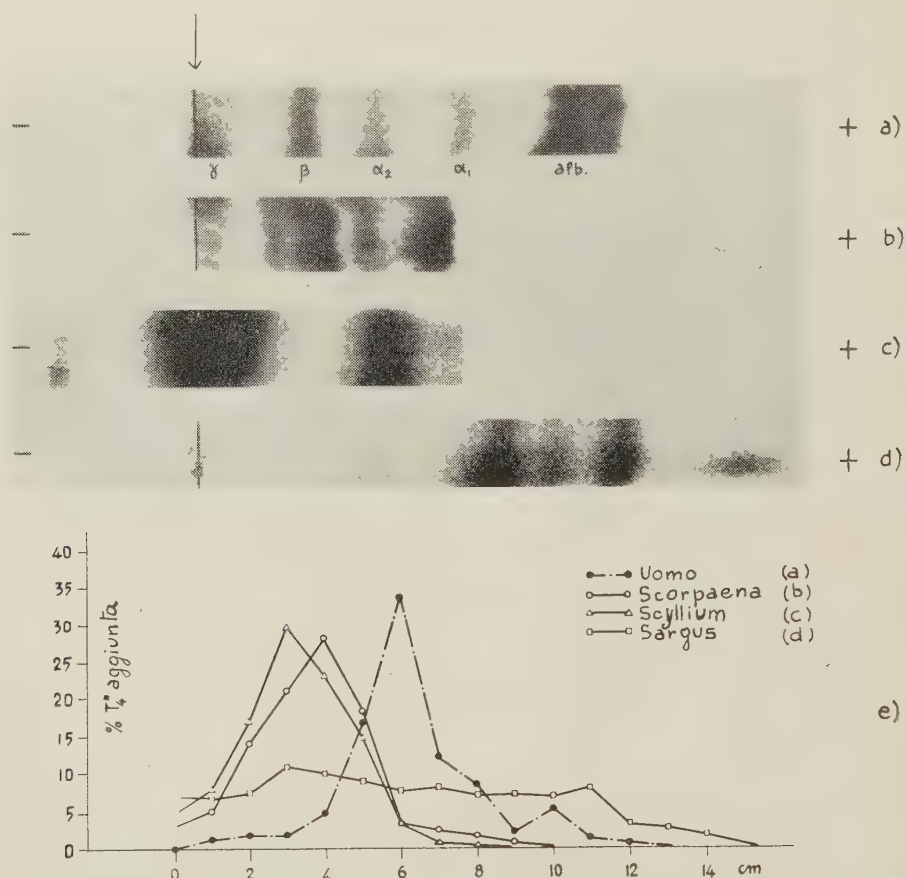 − + a)
γ β α₂ α₁ alb.
− + b)
− + c)
− + d)
40
35
30
25
20
15
10
5
0
% T₄* aggiunta
Uomo (a)
Scorpaena (b)
Scyllium (c)
Sargus (d)
e)
0 2 4 6 8 10 12 14 cm